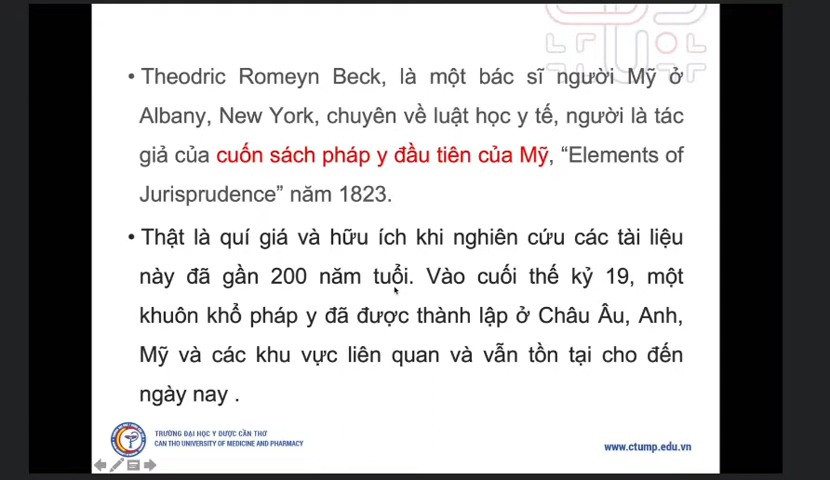 • Theodric Romeyn Beck, là một bác sĩ người Mỹ ở
Albany, New York, chuyên về luật học y tế, người là tác
giả của cuốn sách pháp y đầu tiên của Mỹ, “Elements of
Jurisprudence” năm 1823.
• Thật là quí giá và hữu ích khi nghiên cứu các tài liệu
này đã gần 200 năm tuổi. Vào cuối thế kỷ 19, một
khuôn khổ pháp y đã được thành lập ở Châu Âu, Anh,
Mỹ và các khu vực liên quan và vẫn tồn tại cho đến
ngày nay .
TRƯỜNG ĐẠI HỌC Y DƯỢC CẦN THƠ
CAN THO UNIVERSITY OF MEDICINE AND PHARMACY
www.ctump.edu.vn